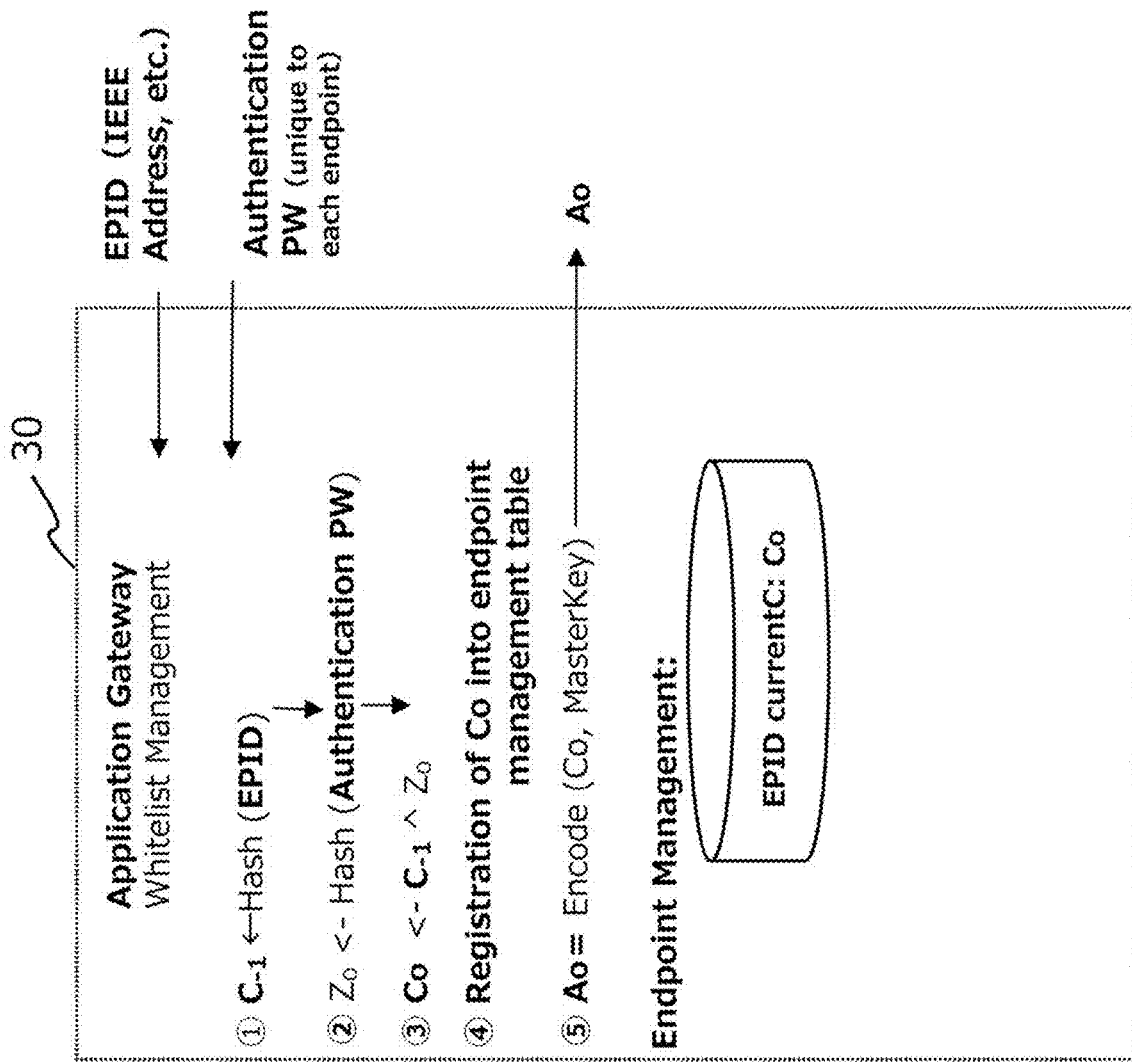 30
Application Gateway
Whitelist Management
EPID (IEEE
Address, etc.)
Authentication
PW (unique to
each endpoint)
① C-1 ←Hash (EPID)
② Z0 <- Hash (Authentication PW)
③ Co <- C-1 ^ Z0
④ Registration of Co into endpoint
management table
⑤ Ao= Encode (Co, MasterKey)
Ao
Endpoint Management:
EPID currentC: Co